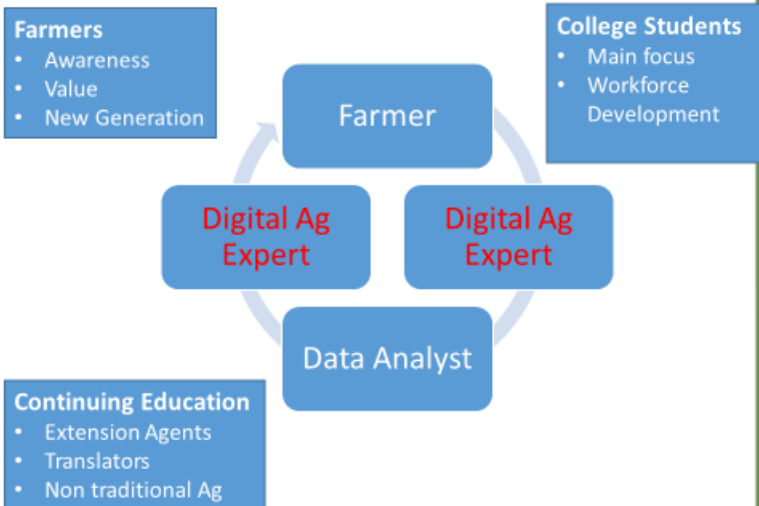 Farmers
• Awareness
• Value
• New Generation
College Students
• Main focus
• Workforce
Development
Farmer
Digital Ag
Expert
Digital Ag
Expert
Data Analyst
Continuing Education
• Extension Agents
• Translators
• Non traditional Ag